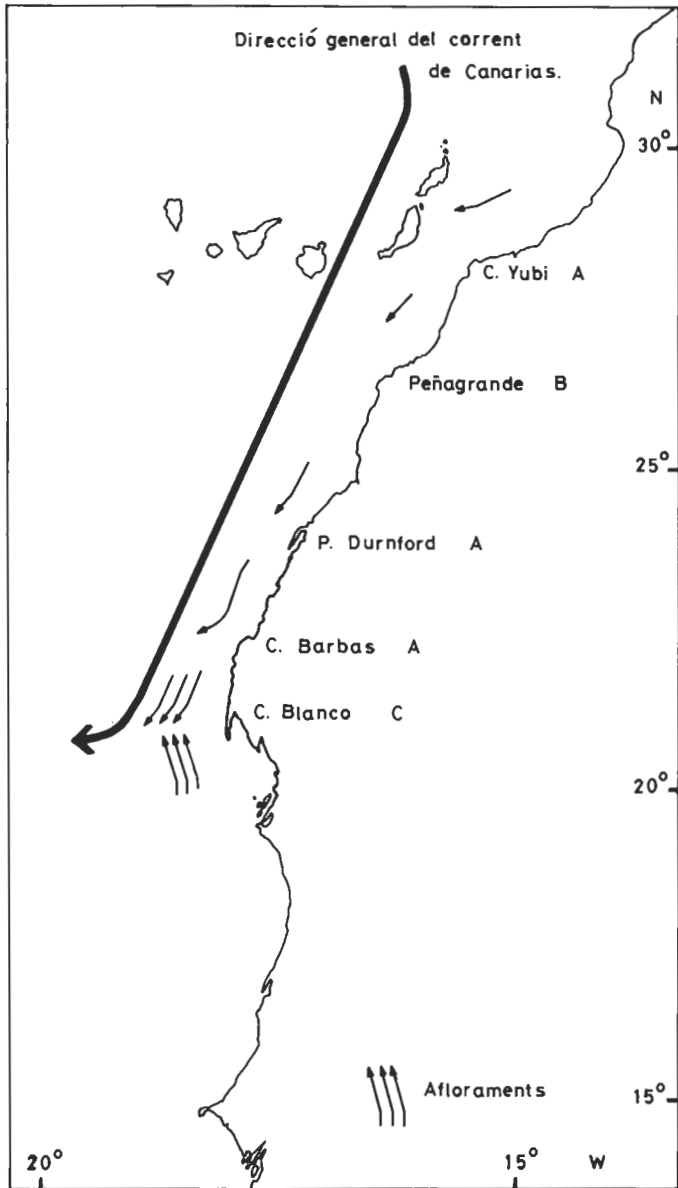 Direcció general del corrent
de Canarias.
N
30°
C. Yubi A
Peñagrande B
25°
P. Durnford A
C. Barbas A
C. Blanco C
20°
Afloraments
15°
20°
15°
W